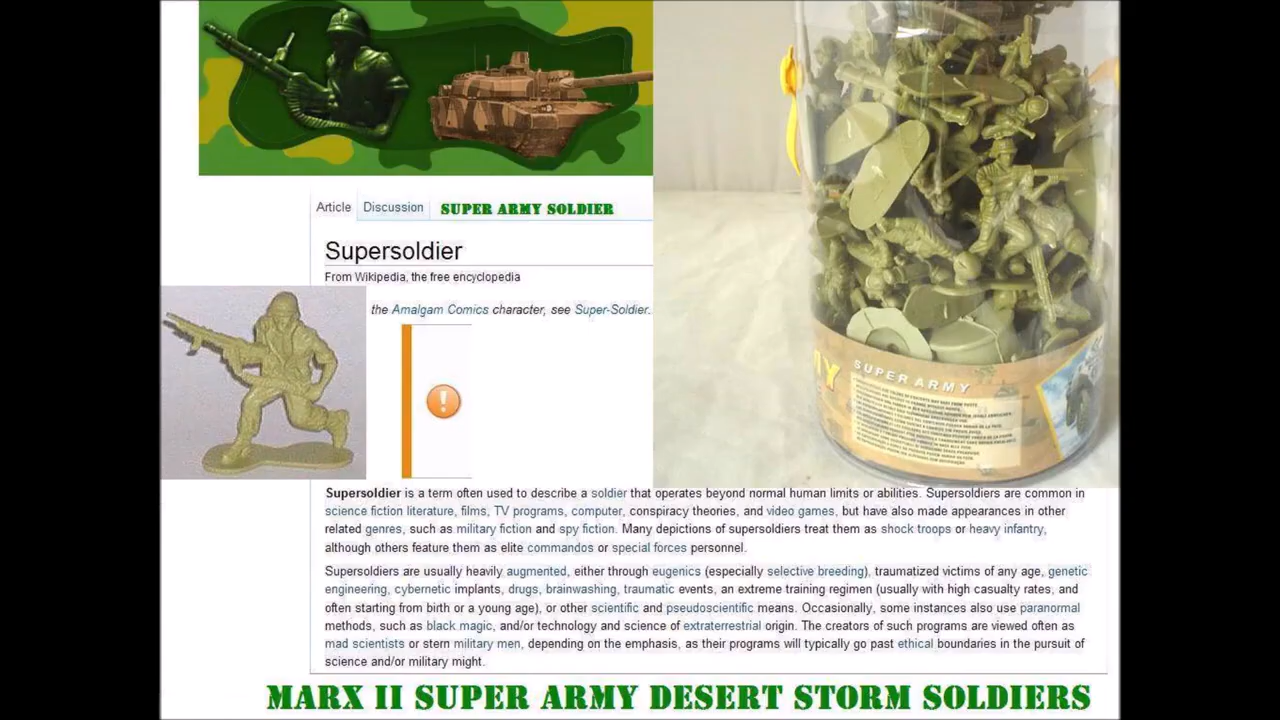 Article Discussion SUPER ARMY SOLDIER
Supersoldier
From Wikipedia, the free encyclopedia
the Amalgam Comics character, see Super-Soldier.
!
MY
SUPER ARMY
Supersoldier is a term often used to describe a soldier that operates beyond normal human limits or abilities. Supersoldiers are common in
science fiction literature, films, TV programs, computer, conspiracy theories, and video games, but have also made appearances in other
related genres, such as military fiction and spy fiction. Many depictions of supersoldiers treat them as shock troops or heavy infantry,
although others feature them as elite commandos or special forces personnel.
Supersoldiers are usually heavily augmented, either through eugenics (especially selective breeding), traumatized victims of any age, genetic
engineering, cybernetic implants, drugs, brainwashing, traumatic events, an extreme training regimen (usually with high casualty rates, and
often starting from birth or a young age), or other scientific and pseudoscientific means. Occasionally, some instances also use paranormal
methods, such as black magic, and/or technology and science of extraterrestrial origin. The creators of such programs are viewed often as
mad scientists or stern military men, depending on the emphasis, as their programs will typically go past ethical boundaries in the pursuit of
science and/or military might.
MARX II SUPER ARMY DESERT STORM SOLDIERS